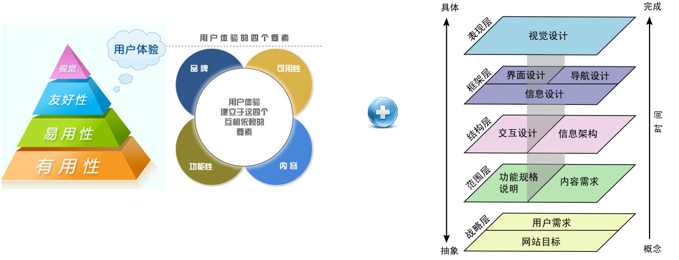 用户体验
视觉
友好性
易用性
有用性
用户体验的四个要素
品牌
可用性
用户体验
建立于这四个
互相依赖的
要素
功能性
内容
具体
完成
表现层
视觉设计
框架层
界面设计
导航设计
信息设计
结构层
交互设计
信息架构
时间
范围层
功能规格
说明
内容需求
战略层
用户需求
网站目标
抽象
概念